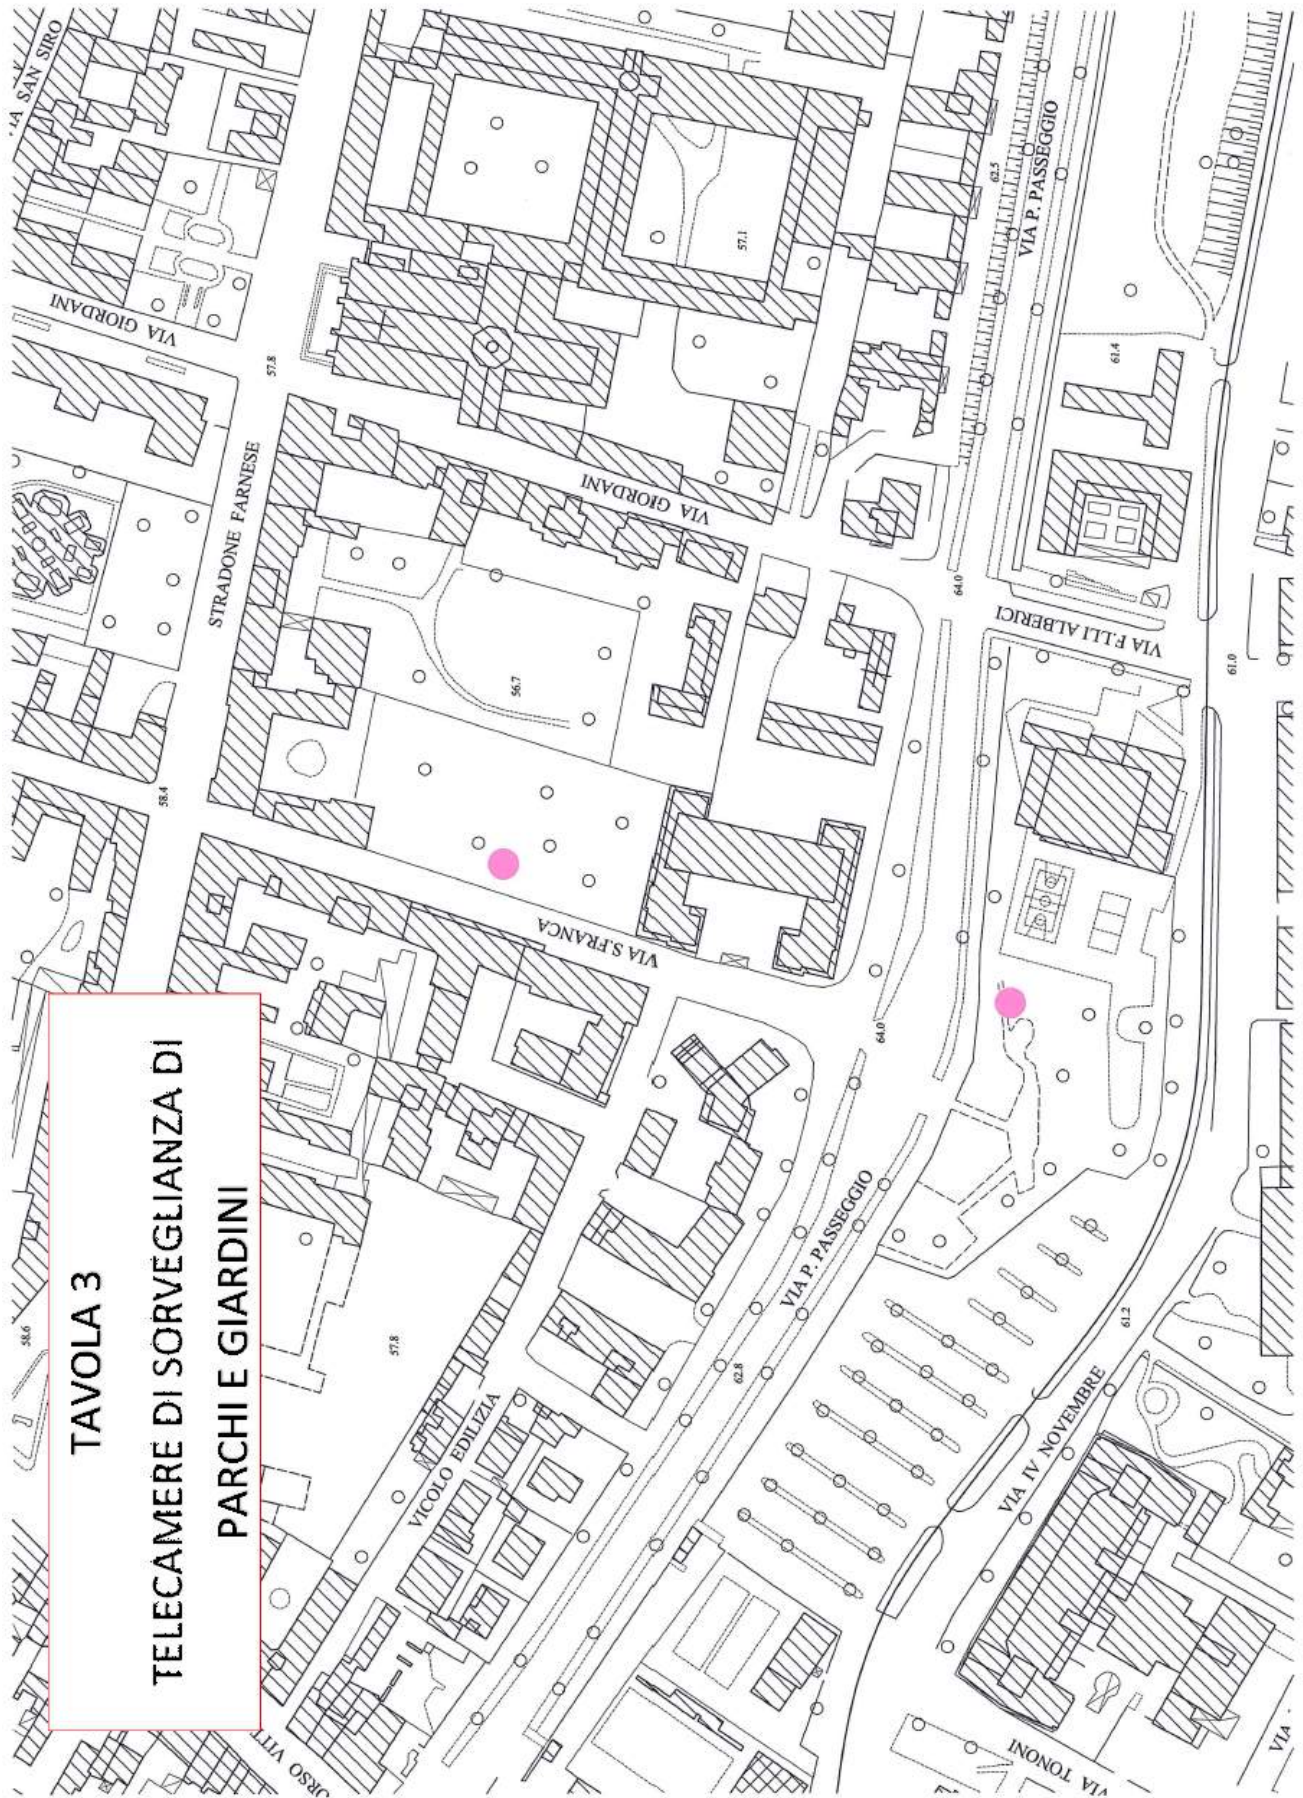 TAVOLA 3
TELECAMERE DI SORVEGLIANZA DI
PARCHI E GIARDINI
VIA SAN SIRO
VIA GIORDANI
57.8
STRADONE FARNESE
58.4
VIA GIORDANI
57.1
62.5
VIA P. PASSEGGIO
61.4
64.0
VIA F.LLI ALBERICI
61.0
56.7
VIA S.FRANCA
64.0
58.6
57.8
VICOLO EDILIZIA
VIA P. PASSEGGIO
62.8
61.2
VIA IV NOVEMBRE
ORSO VITT
VIA TONONI
VIA